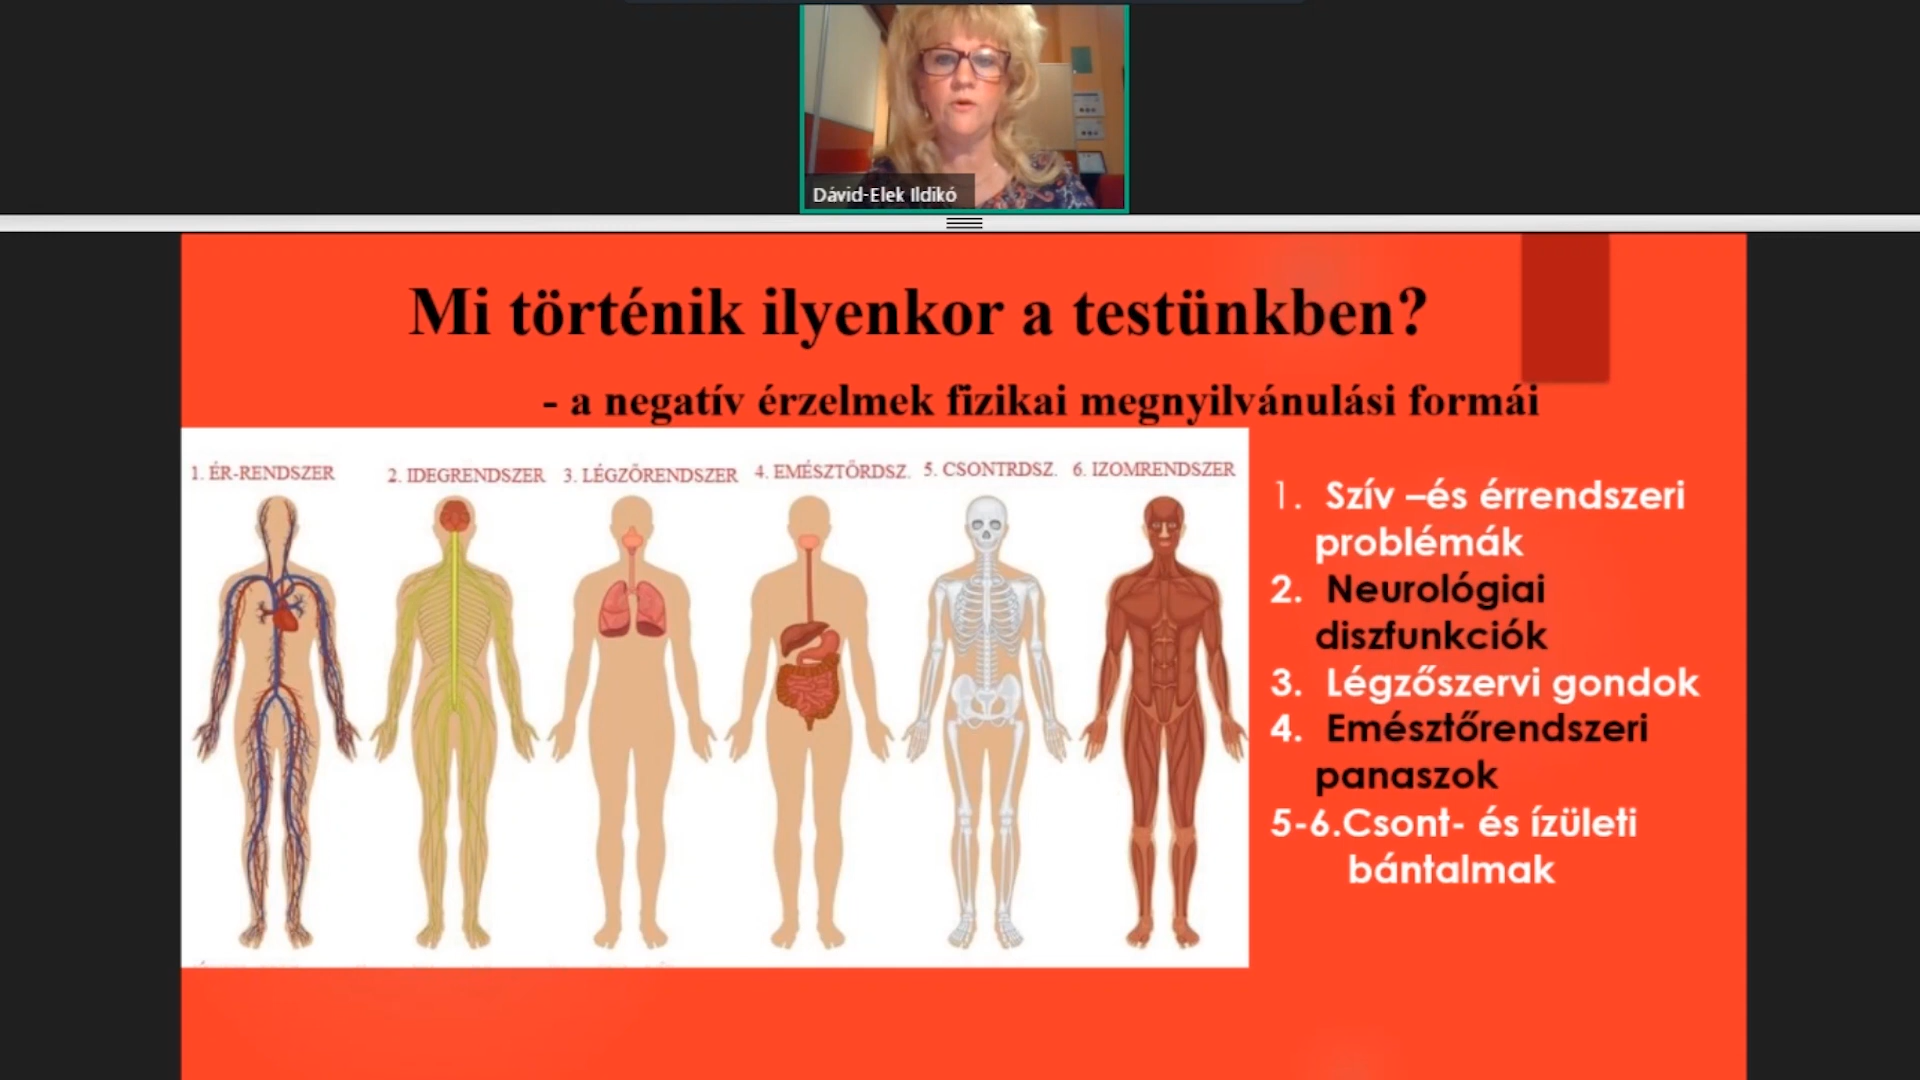 Dávid-Elek Ildikó
Mi történik ilyenkor a testünkben?
- a negatív érzelmek fizikai megnyilvánulási formái
1. ÉR-RENDSZER
2. IDEGRENDSZER
3. LÉGZŐRENDSZER
4. EMÉSZTŐRDSZ.
5. CSONTRDSZ.
6. IZOMRENDSZER
1. Szív –és érrendszeri
problémák
2. Neurológiai
diszfunkciók
3. Légzőszervi gondok
4. Emésztőrendszeri
panaszok
5-6.Csont- és ízületi
bántalmak